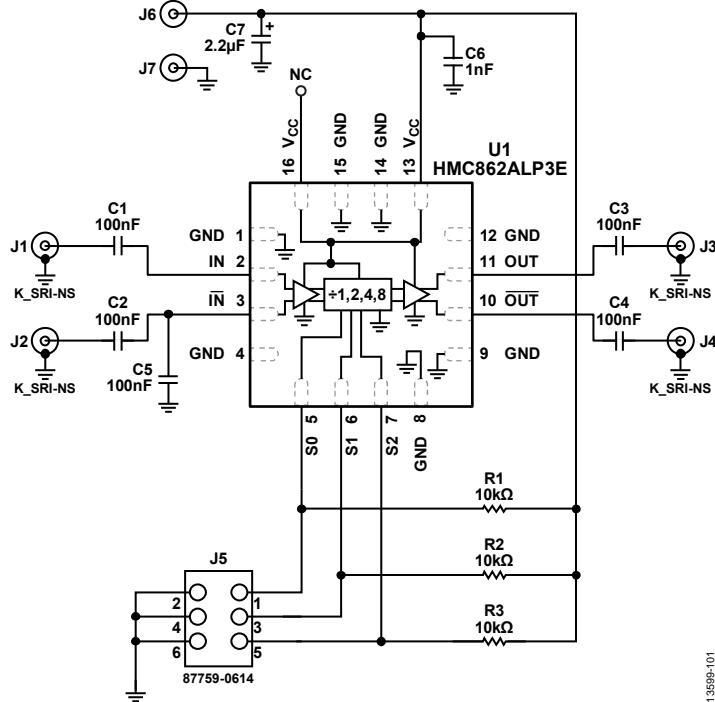 J6
C7
2.2µF
+
J7
C6
1nF
NC
16 VCC
15 GND
14 GND
13 VCC
U1
HMC862ALP3E
C1
100nF
J1
K_SRI-NS
C2
100nF
J2
K_SRI-NS
C5
100nF
GND 1
IN 2
IN 3
GND 4
÷1,2,4,8
12 GND
11 OUT
10 OUT
9 GND
C3
100nF
J3
K_SRI-NS
C4
100nF
J4
K_SRI-NS
S0 5
S1 6
S2 7
GND 8
R1
10kΩ
R2
10kΩ
R3
10kΩ
J5
2 1
4 3
6 5
87759-0614
13599-101